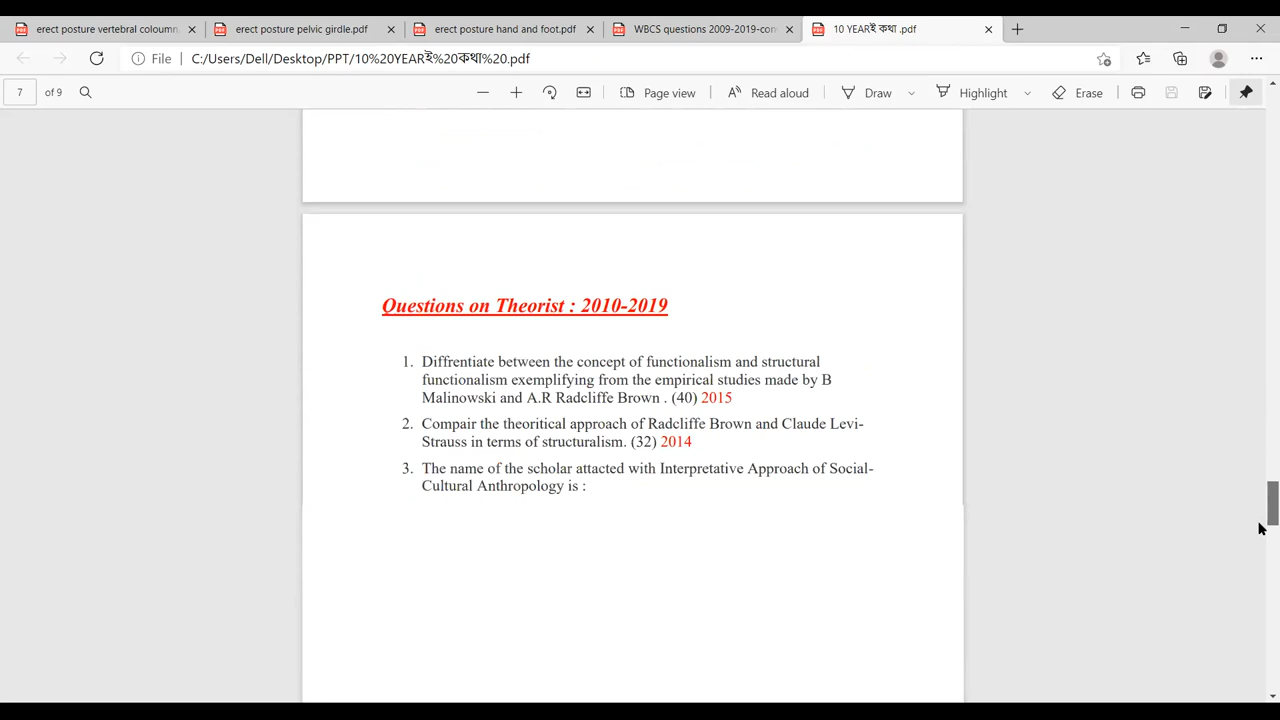 erect posture vertebral coloumn.
erect posture pelvic girdle.pdf
erect posture hand and foot.pdf
WBCS questions 2009-2019-con
10 YEARই কথা .pdf
File
C:/Users/Dell/Desktop/PPT/10%20YEARই%20কথা%20.pdf
7 of 9
Page view
Read aloud
Draw
Highlight
Erase
Questions on Theorist : 2010-2019
1. Diffrentiate between the concept of functionalism and structural
functionalism exemplifying from the empirical studies made by B
Malinowski and A.R Radcliffe Brown . (40) 2015
2. Compair the theoritical approach of Radcliffe Brown and Claude Levi-
Strauss in terms of structuralism. (32) 2014
3. The name of the scholar attacted with Interpretative Approach of Social-
Cultural Anthropology is :